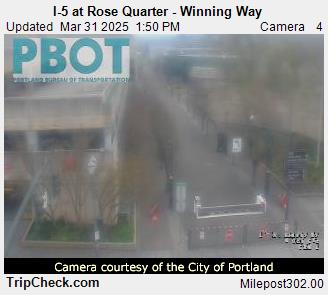 I-5 at Rose Quarter - Winning Way
Updated Mar 31 2025 1:50 PM Camera 4
PBOT
PORTLAND BUREAU OF TRANSPORTATION
Camera courtesy of the City of Portland
TripCheck.com Milepost302.00